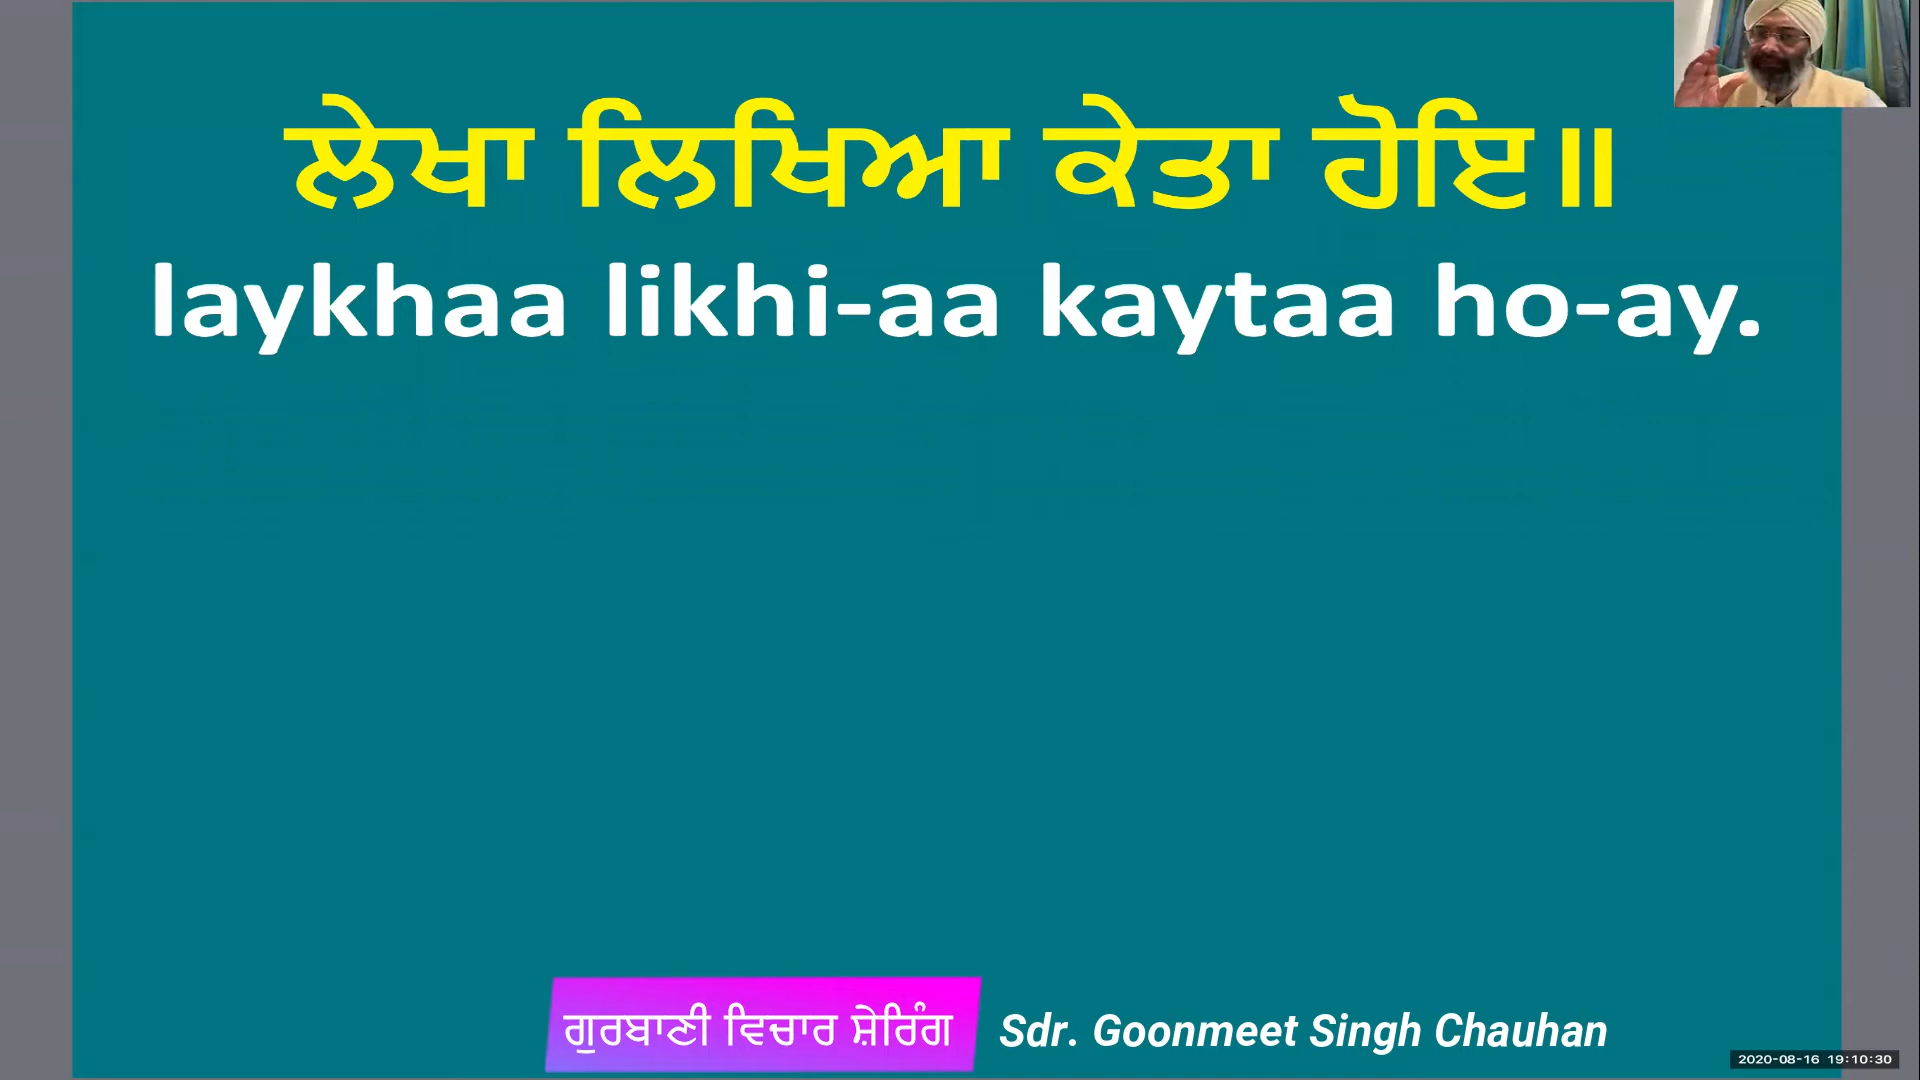 ਲੇਖਾ ਲਿਖਿਆ ਕੇਤਾ ਹੋਇ॥
laykhaa likhi-aa kaytaa ho-ay.
ਗੁਰਬਾਣੀ ਵਿਚਾਰ ਸ਼ੇਰਿੰਗ Sdr. Goonmeet Singh Chauhan
2020-08-16 19:10:30